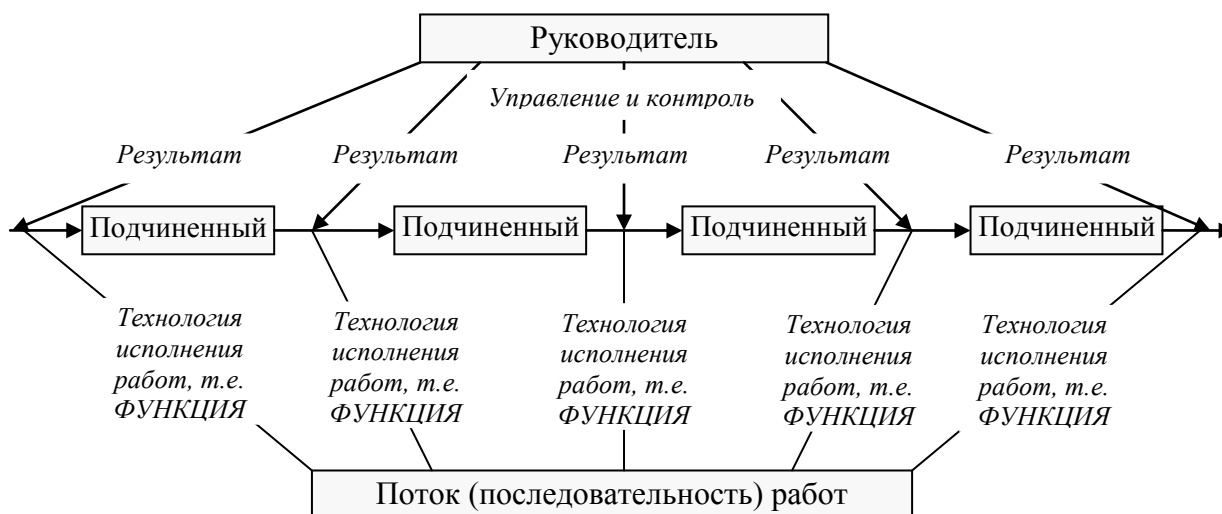 Руководитель
Управление и контроль
Результат
Результат
Результат
Результат
Результат
Подчиненный
Подчиненный
Подчиненный
Подчиненный
Технология
исполнения
работ, т.е.
ФУНКЦИЯ
Технология
исполнения
работ, т.е.
ФУНКЦИЯ
Технология
исполнения
работ, т.е.
ФУНКЦИЯ
Технология
исполнения
работ, т.е.
ФУНКЦИЯ
Технология
исполнения
работ, т.е.
ФУНКЦИЯ
Поток (последовательность) работ